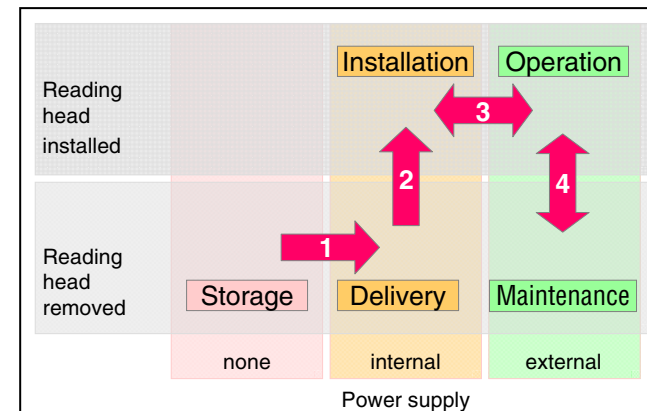 Installation
Operation
Reading
head
installed
3
2
4
1
Reading
head
removed
Storage
Delivery
Maintenance
none
internal
external
Power supply